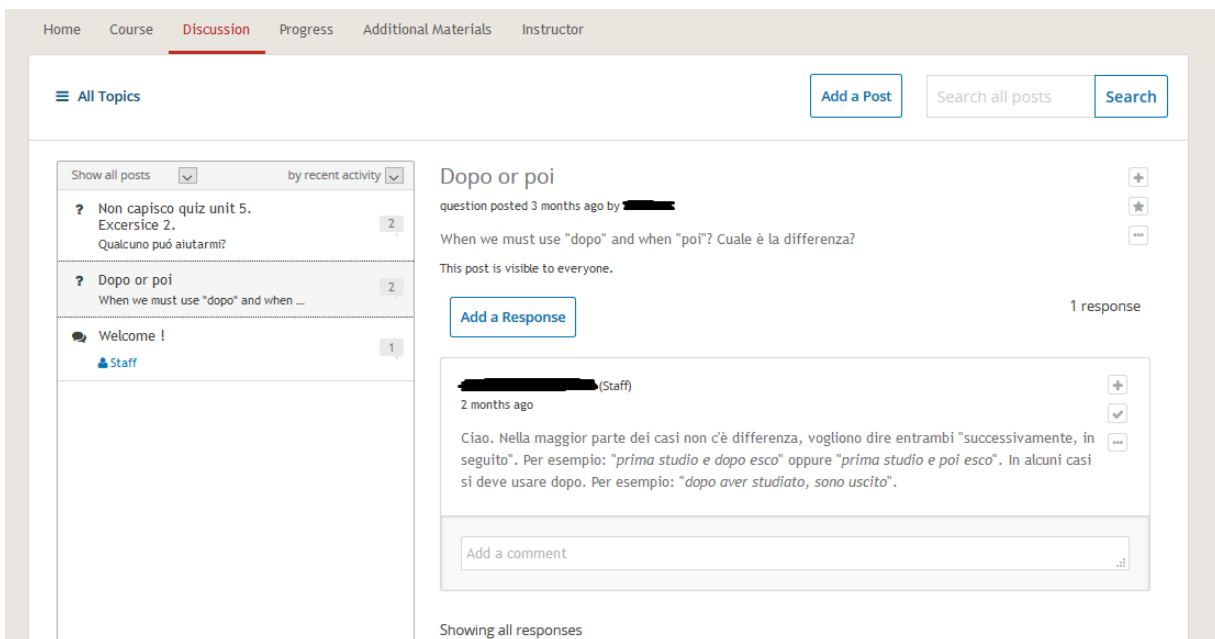 Home Course Discussion Progress Additional Materials Instructor
All Topics
Add a Post
Search all posts
Search
Show all posts
by recent activity
? Non capisco quiz unit 5.
Excersice 2.
Qualcuno puó aiutarmi?
2
? Dopo or poi
When we must use "dopo" and when ...
2
Welcome !
Staff
1
Dopo or poi
question posted 3 months ago by
When we must use "dopo" and when "poi"? Cuale è la differenza?
This post is visible to everyone.
Add a Response
1 response
(Staff)
2 months ago
Ciao. Nella maggior parte dei casi non c'è differenza, vogliono dire entrambi "successivamente, in
seguito". Per esempio: "prima studio e dopo esco" oppure "prima studio e poi esco". In alcuni casi
si deve usare dopo. Per esempio: "dopo aver studiato, sono uscito".
Add a comment
Showing all responses